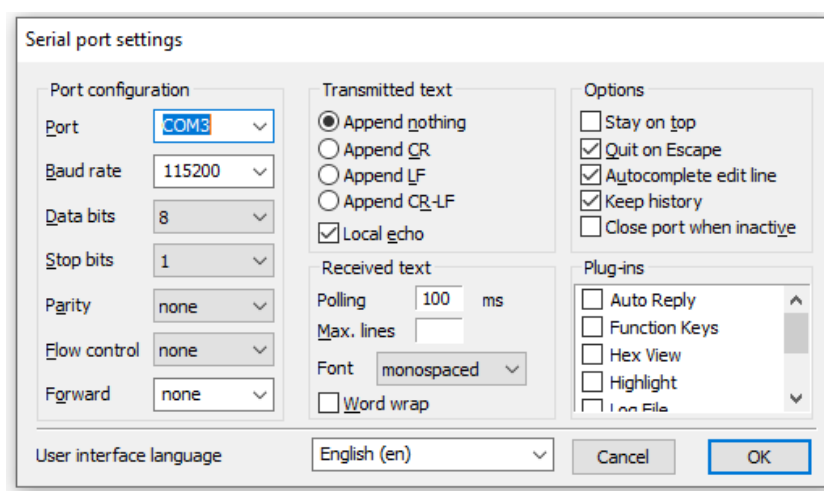 Serial port settings
Port configuration
Port COM3
Baud rate 115200
Data bits 8
Stop bits 1
Parity none
Flow control none
Forward none
Transmitted text
Append nothing
Append CR
Append LF
Append CR-LF
Local echo
Received text
Polling 100 ms
Max. lines
Font monospaced
Word wrap
Options
Stay on top
Quit on Escape
Autocomplete edit line
Keep history
Close port when inactive
Plug-ins
Auto Reply
Function Keys
Hex View
Highlight
Log File
User interface language English (en) Cancel OK